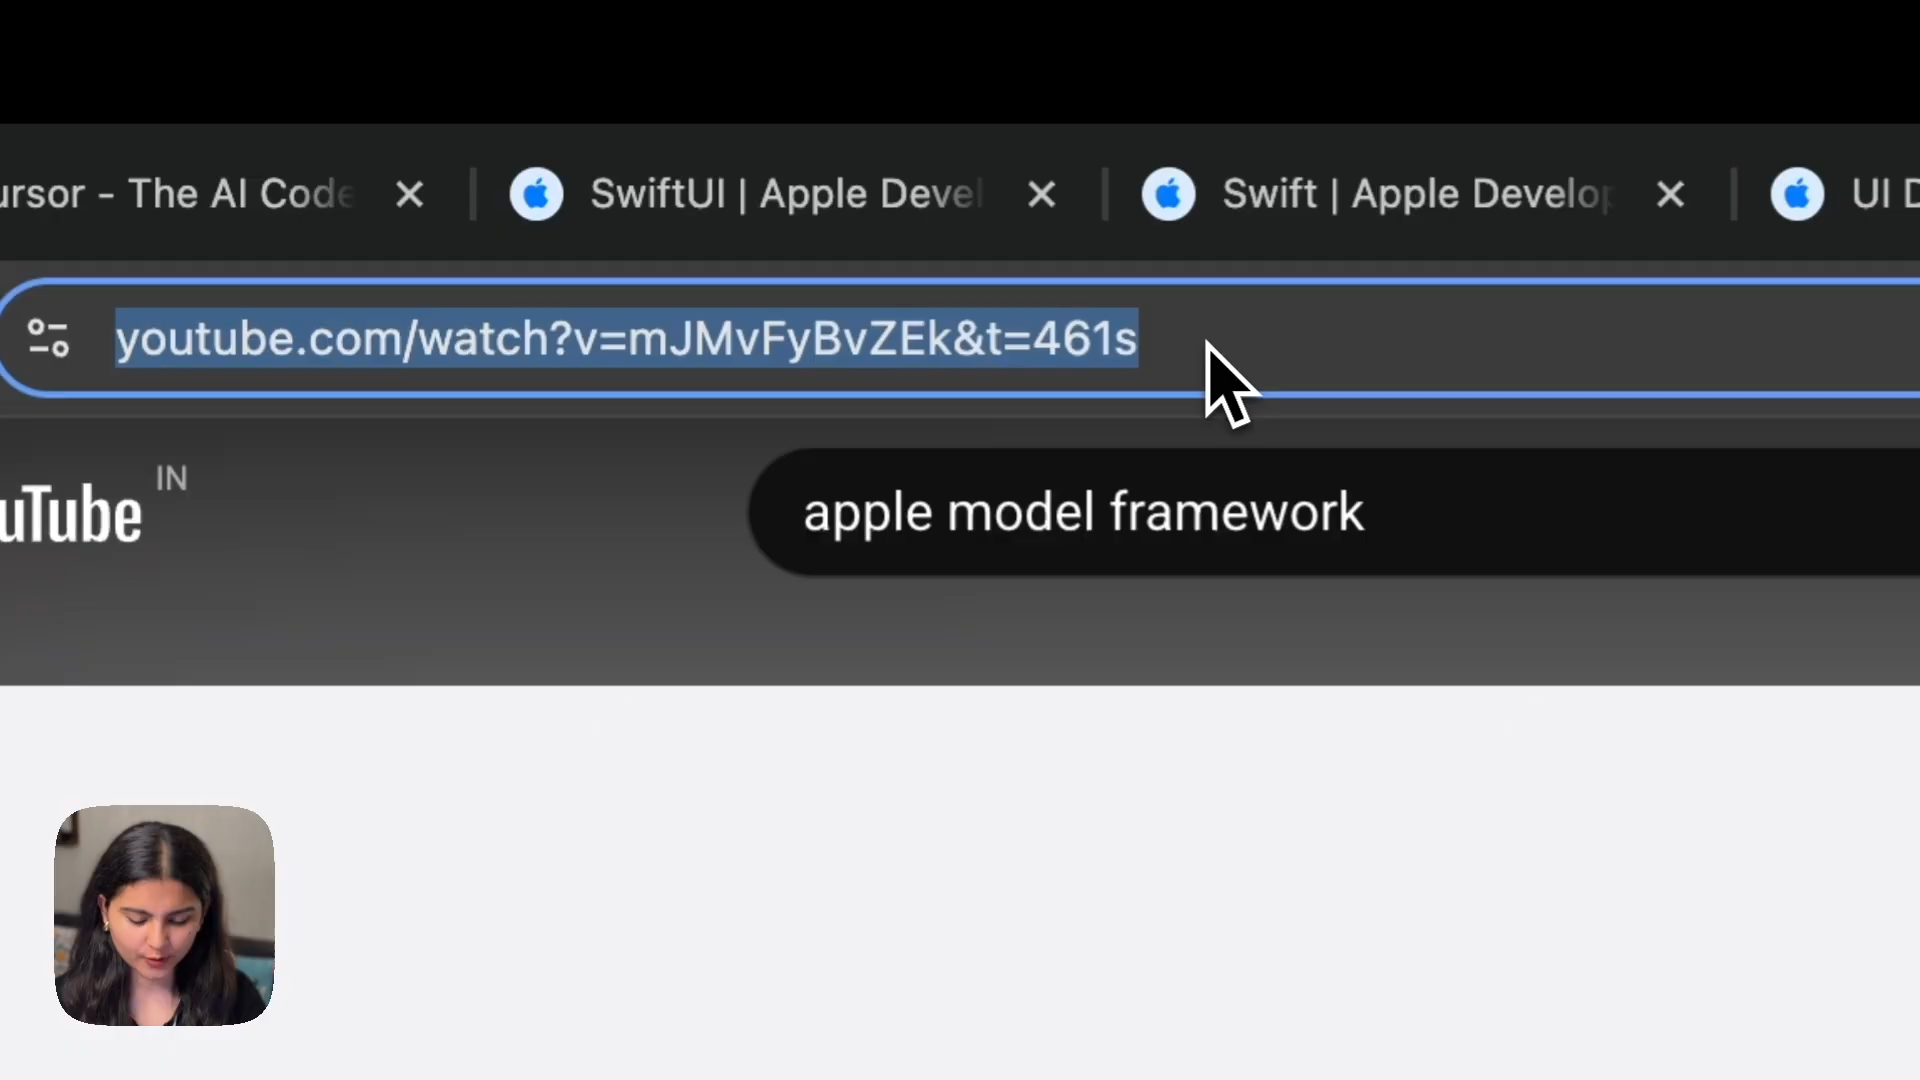 ursor - The AI Code
SwiftUI | Apple Devel
Swift | Apple Develop
UI D
youtube.com/watch?v=mJMvFyBvZEk&t=461s
uTube IN
apple model framework